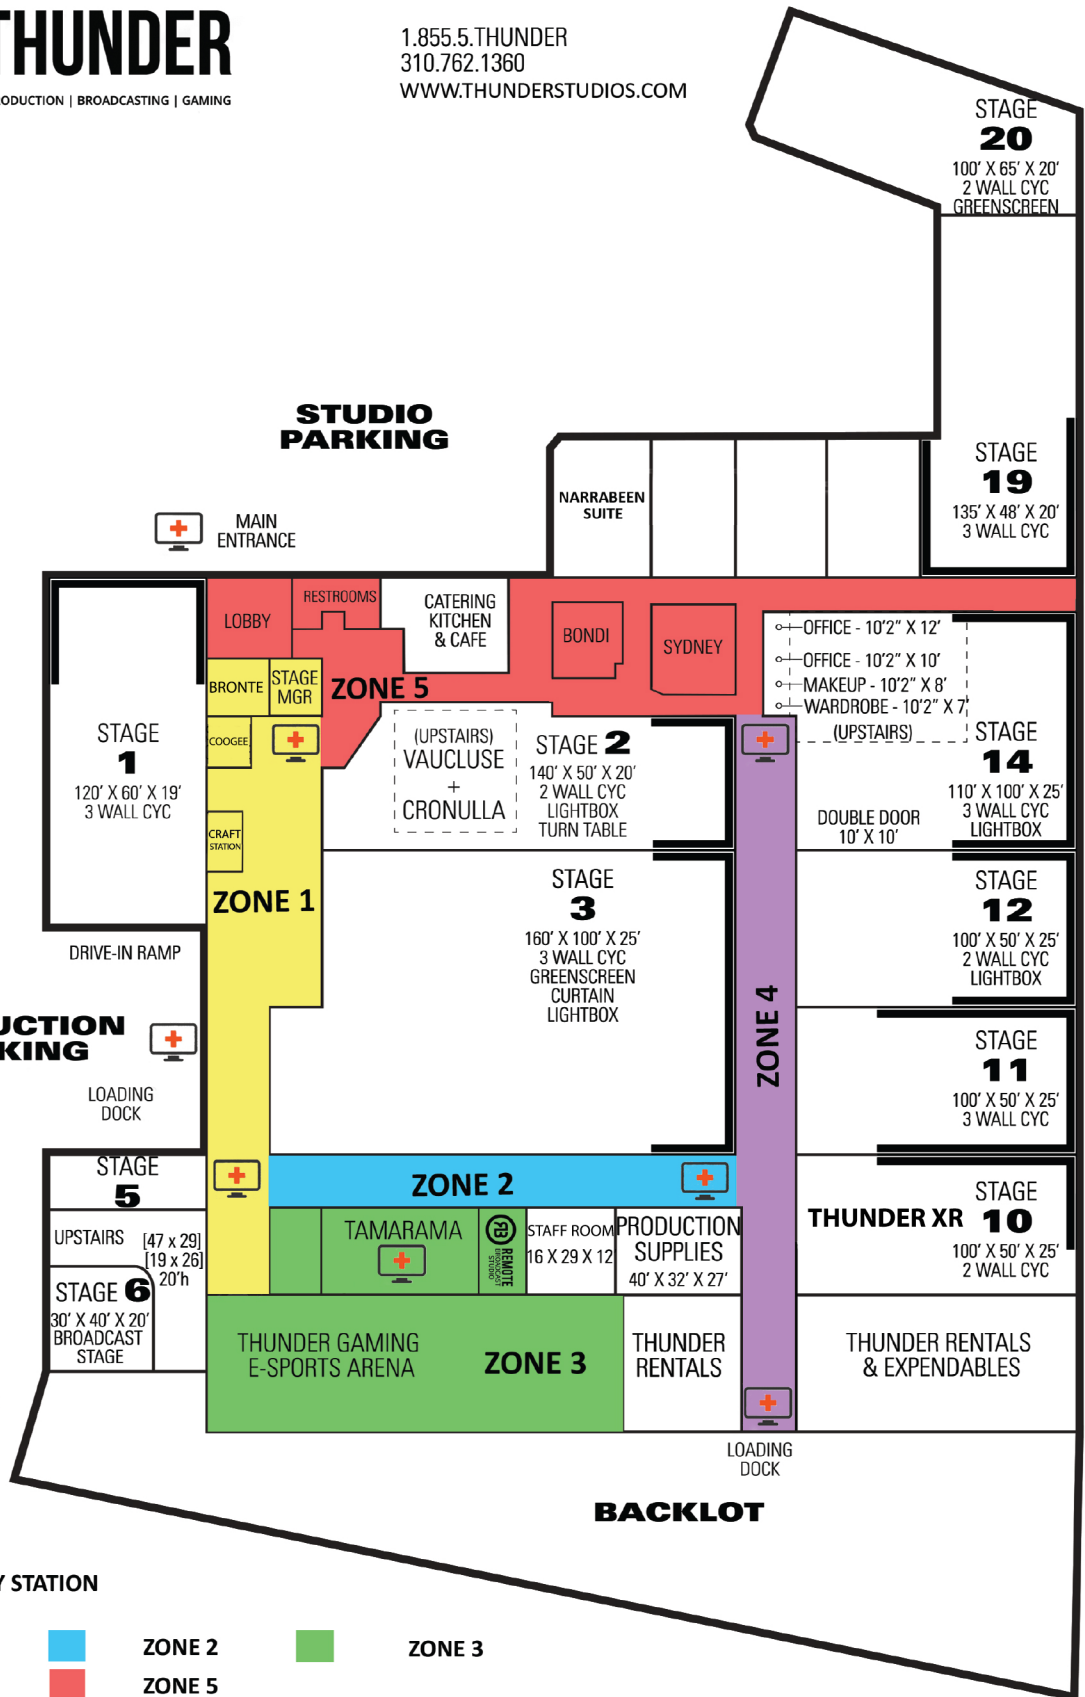 THUNDER
PRODUCTION | BROADCASTING | GAMING
1.855.5.THUNDER
310.762.1360
WWW.THUNDERSTUDIOS.COM
STAGE
20
100' X 65' X 20'
2 WALL CYC
GREENSCREEN
STUDIO
PARKING
NARRABEEN
SUITE
STAGE
19
135' X 48' X 20'
3 WALL CYC
MAIN
ENTRANCE
LOBBY
RESTROOMS
CATERING
KITCHEN
& CAFE
BONDI
SYDNEY
OFFICE - 10'2" X 12'
OFFICE - 10'2" X 10'
MAKEUP - 10'2" X 8'
WARDROBE - 10'2" X 7'
(UPSTAIRS)
BRONTE
STAGE
MGR
ZONE 5
COOGEE
STAGE
1
120' X 60' X 19'
3 WALL CYC
(UPSTAIRS)
VAUCLUSE
+
CRONULLA
STAGE 2
140' X 50' X 20'
2 WALL CYC
LIGHTBOX
TURN TABLE
STAGE
14
110' X 100' X 25'
3 WALL CYC
LIGHTBOX
DOUBLE DOOR
10' X 10'
CRAFT
STATION
ZONE 1
STAGE
3
160' X 100' X 25'
3 WALL CYC
GREENSCREEN
CURTAIN
LIGHTBOX
STAGE
12
100' X 50' X 25'
2 WALL CYC
LIGHTBOX
DRIVE-IN RAMP
UCTION
KING
LOADING
DOCK
ZONE 4
STAGE
11
100' X 50' X 25'
3 WALL CYC
STAGE
5
ZONE 2
UPSTAIRS
[47 x 29]
[19 x 26]
20'h
STAGE 6
30' X 40' X 20'
BROADCAST
STAGE
TAMARAMA
RB
REMOTE
BROADCAST
STUDIO
STAFF ROOM
16 X 29 X 12
PRODUCTION
SUPPLIES
40' X 32' X 27'
THUNDER XR
STAGE
10
100' X 50' X 25'
2 WALL CYC
THUNDER GAMING
E-SPORTS ARENA
ZONE 3
THUNDER
RENTALS
THUNDER RENTALS
& EXPENDABLES
LOADING
DOCK
BACKLOT
Y STATION
ZONE 2
ZONE 3
ZONE 5